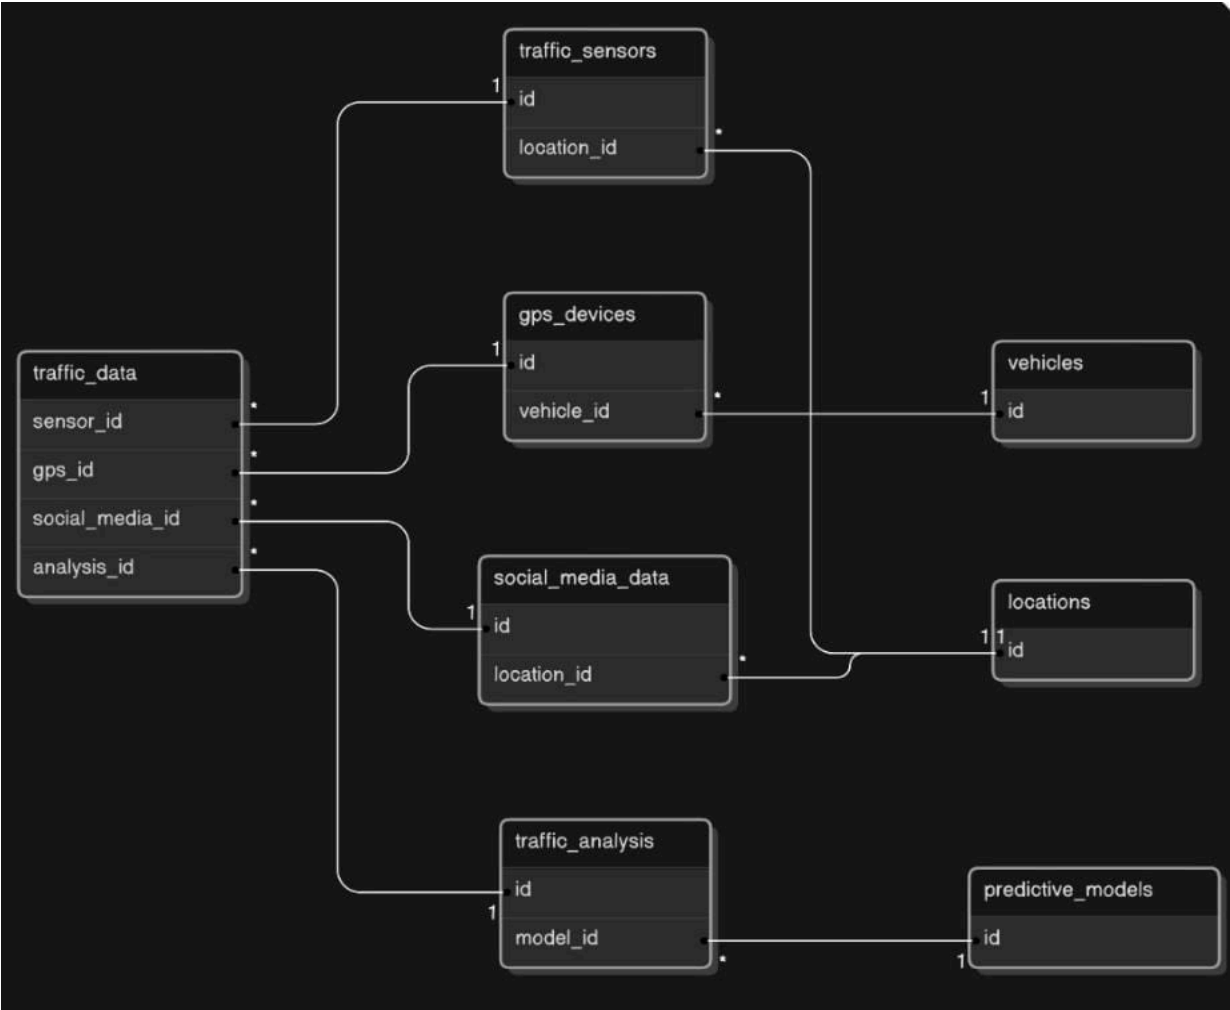 traffic_sensors
1
id
*
location_id
gps_devices
1
id
*
vehicle_id
vehicles
1
id
traffic_data
*
sensor_id
*
gps_id
*
social_media_id
*
analysis_id
social_media_data
1
id
*
location_id
locations
1 1
id
traffic_analysis
id
1
model_id
*
predictive_models
id
1